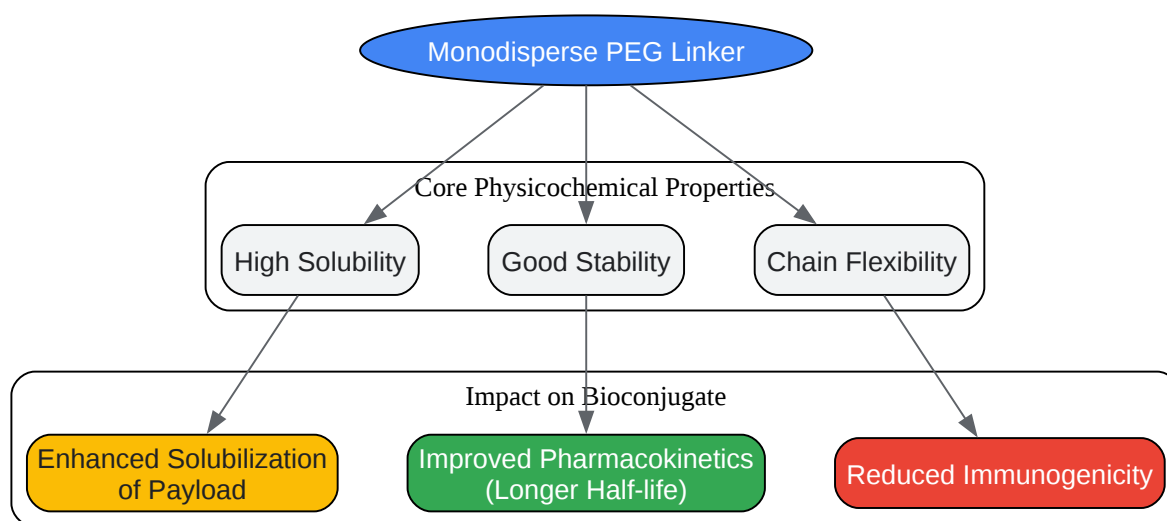 Monodisperse PEG Linker
Core Physicochemical Properties
High Solubility
Good Stability
Chain Flexibility
Impact on Bioconjugate
Enhanced Solubilization
of Payload
Improved Pharmacokinetics
(Longer Half-life)
Reduced Immunogenicity